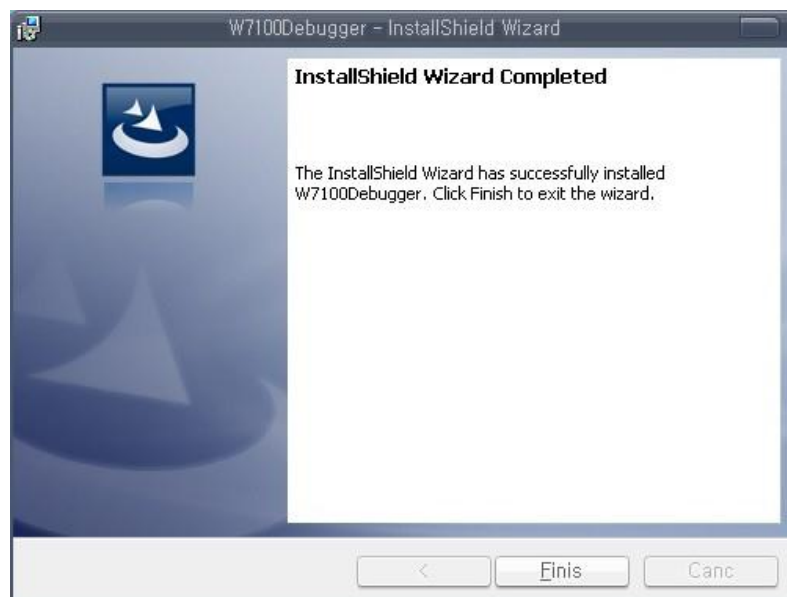 W7100Debugger - InstallShield Wizard
InstallShield Wizard Completed
The InstallShield Wizard has successfully installed
W7100Debugger. Click Finish to exit the wizard.
< Finis Canc